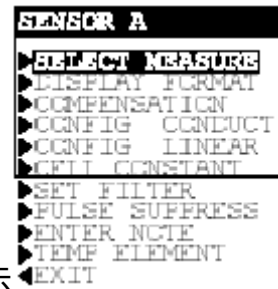 SENSOR A
▶SELECT MEASURE
▶DISPLAY FORMAT
▶COMPENSATION
▶CONFIG CONDUCT
▶CONFIG LINEAR
▶CELL CONSTANT
▶SET FILTER
▶PULSE SUPPRESS
▶ENTER NOTE
▶TEMP ELEMENT
示 ◀EXIT